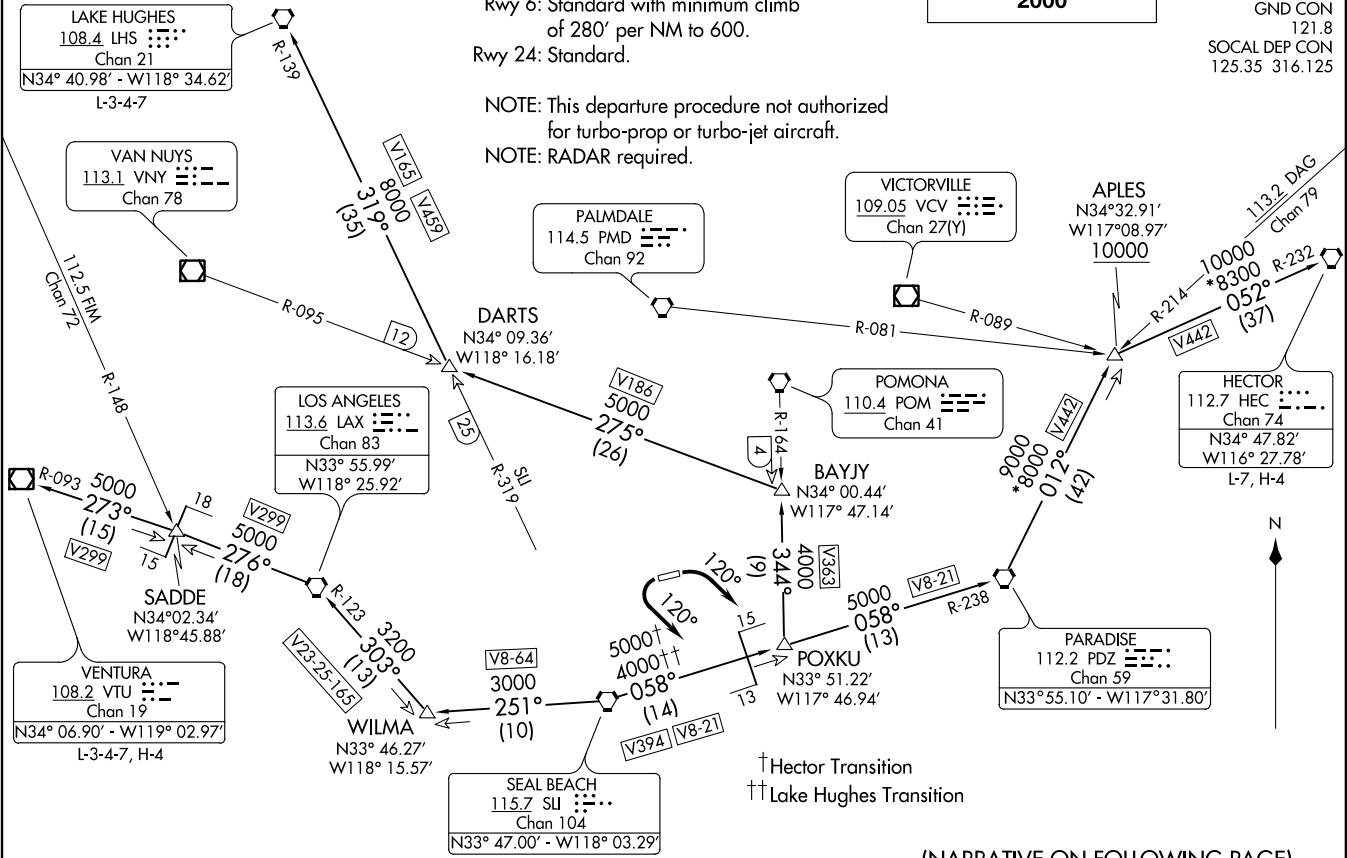 LAKE HUGHES
108.4 LHS
Chan 21
N34° 40.98' - W118° 34.62'
L-3-4-7
R-139
Rwy 6: Standard with minimum climb
of 280' per NM to 600.
Rwy 24: Standard.
NOTE: This departure procedure not authorized
for turbo-prop or turbo-jet aircraft.
NOTE: RADAR required.
2000
GND CON
121.8
SOCAL DEP CON
125.35 316.125
VAN NUYS
113.1 VNY
Chan 78
V165
V459
8000
319°
(35)
PALMDALE
114.5 PMD
Chan 92
VICTORVILLE
109.05 VCV
Chan 27(Y)
APLES
N34°32.91'
W117°08.97'
10000
113.2 DAG
Chan 79
112.5 FIM
Chan 72
R-148
R-095
12
DARTS
N34° 09.36'
W118° 16.18'
R-081
R-089
R-214
10000
*8300
052°
(37)
R-232
V442
HECTOR
112.7 HEC
Chan 74
N34° 47.82'
W116° 27.78'
L-7, H-4
LOS ANGELES
113.6 LAX
Chan 83
N33° 55.99'
W118° 25.92'
25
SLI
R-319
V186
5000
275°
(26)
POMONA
110.4 POM
Chan 41
R-164
4
BAYJY
N34° 00.44'
W117° 47.14'
V442
9000
*8000
012°
(42)
R-093
5000
273°
(15)
V299
18
15
V299
5000
276°
(18)
SADDE
N34°02.34'
W118°45.88'
VENTURA
108.2 VTU
Chan 19
N34° 06.90' - W119° 02.97'
L-3-4-7, H-4
R-123
3200
303°
(13)
V23-25-165
WILMA
N33° 46.27'
W118° 15.57'
V8-64
3000
251°
(10)
120°
120°
V363
4000
344°
(9)
5000†
4000††
058°
(14)
V394
V8-21
15
13
POXKU
N33° 51.22'
W117° 46.94'
5000
058°
(13)
V8-21
R-238
PARADISE
112.2 PDZ
Chan 59
N33°55.10' - W117°31.80'
N
SEAL BEACH
115.7 SLI
Chan 104
N33° 47.00' - W118° 03.29'
†Hector Transition
††Lake Hughes Transition
(NARRATIVE ON FOLLOWING PAGE)